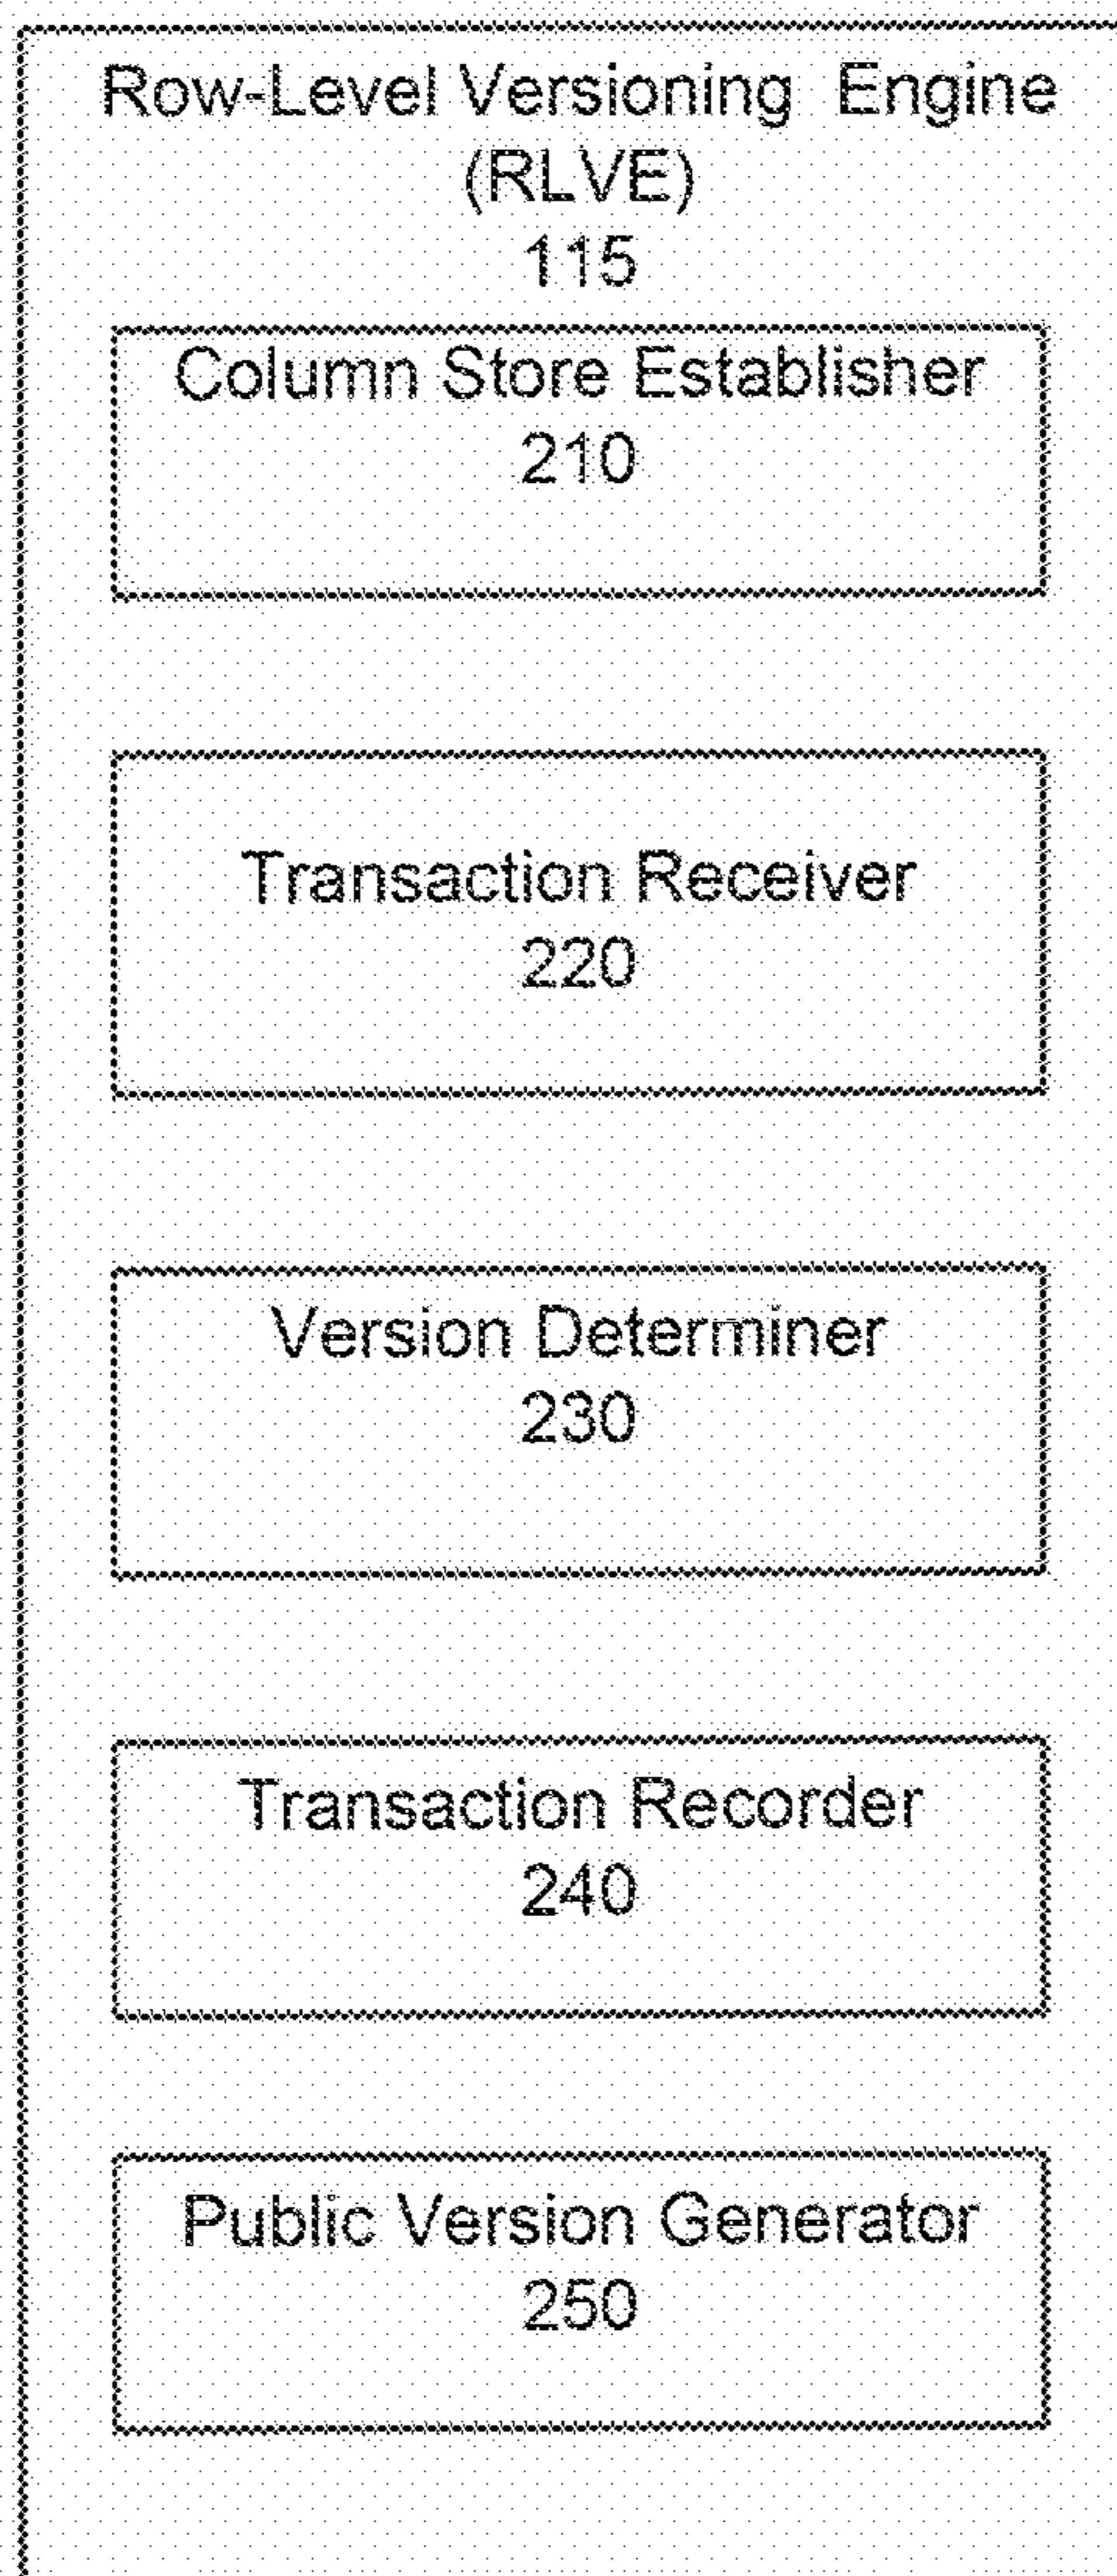 Row-Level Versioning Engine
(RLVE)
115
Column Store Establisher
210
Transaction Receiver
220
Version Determiner
230
Transaction Recorder
240
Public Version Generator
250